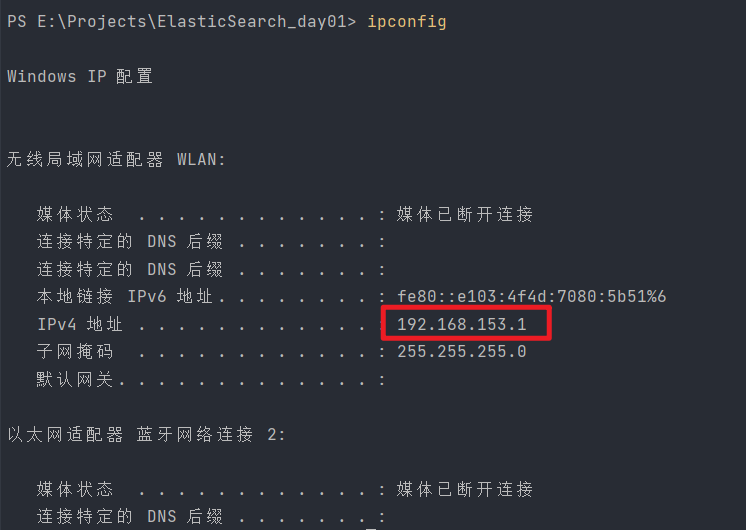 PS E:\Projects\ElasticSearch_day01> ipconfig
Windows IP 配置
无线局域网适配器 WLAN:
媒体状态 . . . . . . . . . . . . : 媒体已断开连接
连接特定的 DNS 后缀 . . . . . . . :
连接特定的 DNS 后缀 . . . . . . . :
本地链接 IPv6 地址. . . . . . . . : fe80::e103:4f4d:7080:5b51%6
IPv4 地址 . . . . . . . . . . . . : 192.168.153.1
子网掩码 . . . . . . . . . . . . : 255.255.255.0
默认网关. . . . . . . . . . . . . :
以太网适配器 蓝牙网络连接 2:
媒体状态 . . . . . . . . . . . . : 媒体已断开连接
连接特定的 DNS 后缀 . . . . . . . :